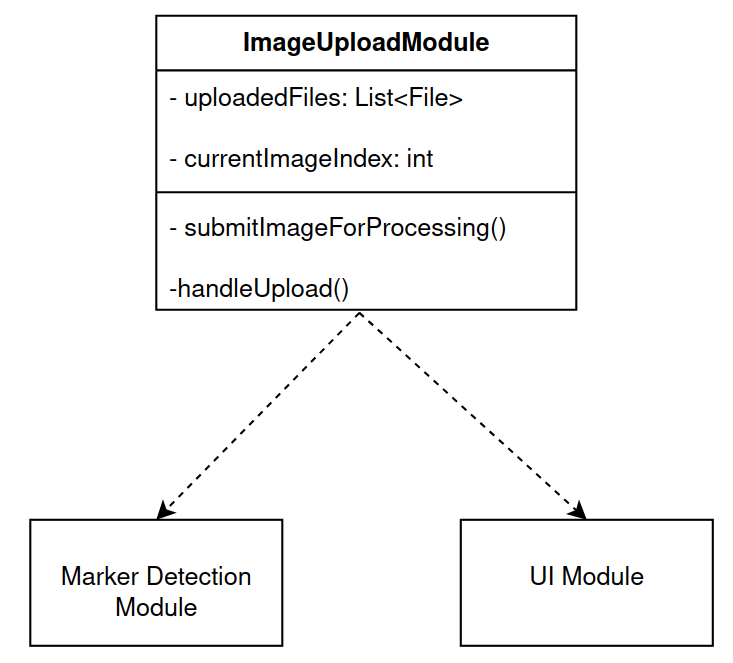 ImageUploadModule
- uploadedFiles: List<File>
- currentImageIndex: int
- submitImageForProcessing()
-handleUpload()
Marker Detection
Module
UI Module